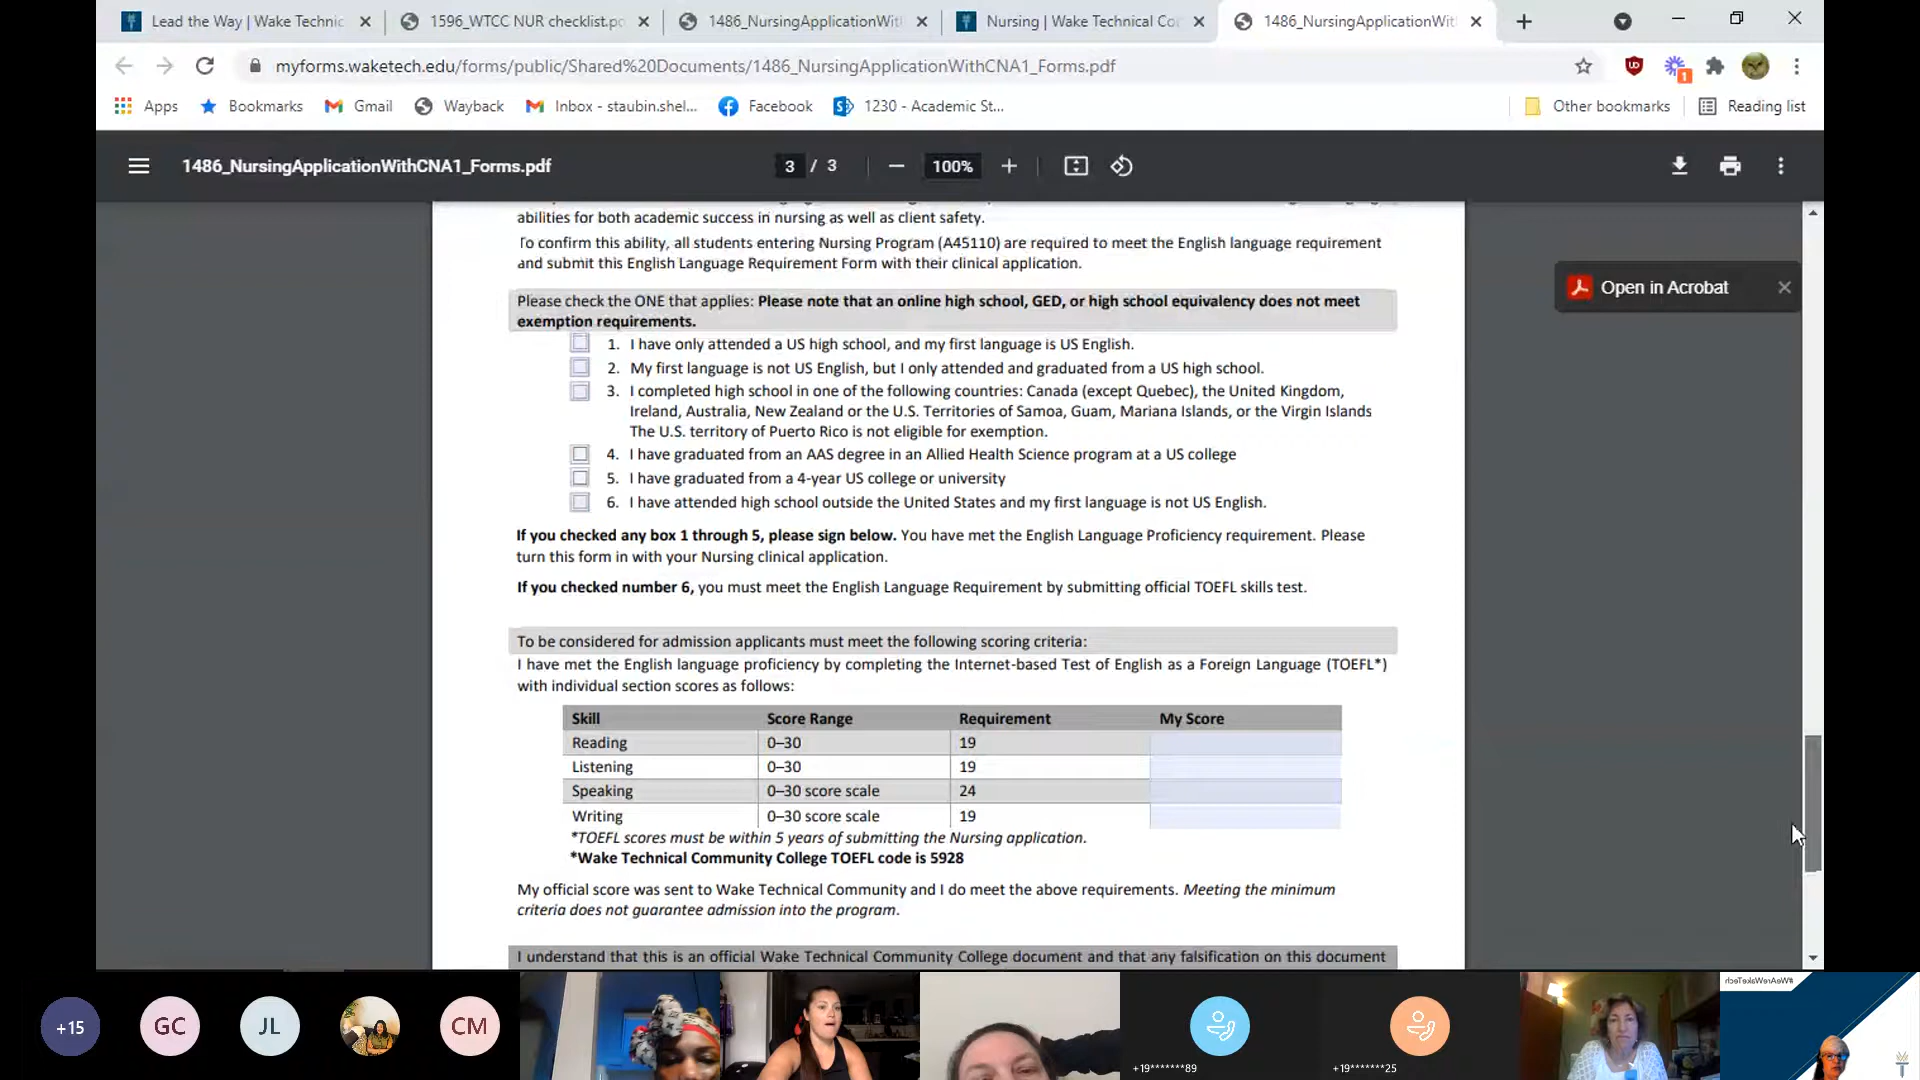 Lead the Way | Wake Technic
1596_WTCC NUR checklist.po
1486_NursingApplicationWit
Nursing | Wake Technical Co
1486_NursingApplicationWit
myforms.waketech.edu/forms/public/Shared%20Documents/1486_NursingApplicationWithCNA1_Forms.pdf
1
Apps
Bookmarks
Gmail
Wayback
Inbox - staubin.shel...
Facebook
1230 - Academic St...
Other bookmarks
Reading list
1486_NursingApplicationWithCNA1_Forms.pdf
3 / 3
100%
Open in Acrobat
abilities for both academic success in nursing as well as client safety.
To confirm this ability, all students entering Nursing Program (A45110) are required to meet the English language requirement
and submit this English Language Requirement Form with their clinical application.
Please check the ONE that applies: Please note that an online high school, GED, or high school equivalency does not meet
exemption requirements.
1. I have only attended a US high school, and my first language is US English.
2. My first language is not US English, but I only attended and graduated from a US high school.
3. I completed high school in one of the following countries: Canada (except Quebec), the United Kingdom,
Ireland, Australia, New Zealand or the U.S. Territories of Samoa, Guam, Mariana Islands, or the Virgin Islands
The U.S. territory of Puerto Rico is not eligible for exemption.
4. I have graduated from an AAS degree in an Allied Health Science program at a US college
5. I have graduated from a 4-year US college or university
6. I have attended high school outside the United States and my first language is not US English.
If you checked any box 1 through 5, please sign below. You have met the English Language Proficiency requirement. Please
turn this form in with your Nursing clinical application.
If you checked number 6, you must meet the English Language Requirement by submitting official TOEFL skills test.
To be considered for admission applicants must meet the following scoring criteria:
I have met the English language proficiency by completing the Internet-based Test of English as a Foreign Language (TOEFL*)
with individual section scores as follows:
Skill Score Range Requirement My Score
Reading 0–30 19
Listening 0–30 19
Speaking 0–30 score scale 24
Writing 0–30 score scale 19
*TOEFL scores must be within 5 years of submitting the Nursing application.
*Wake Technical Community College TOEFL code is 5928
My official score was sent to Wake Technical Community and I do meet the above requirements. Meeting the minimum
criteria does not guarantee admission into the program.
I understand that this is an official Wake Technical Community College document and that any falsification on this document
+15
GC
JL
CM
+19*******89
+19*******25
#WeAreWakeTech